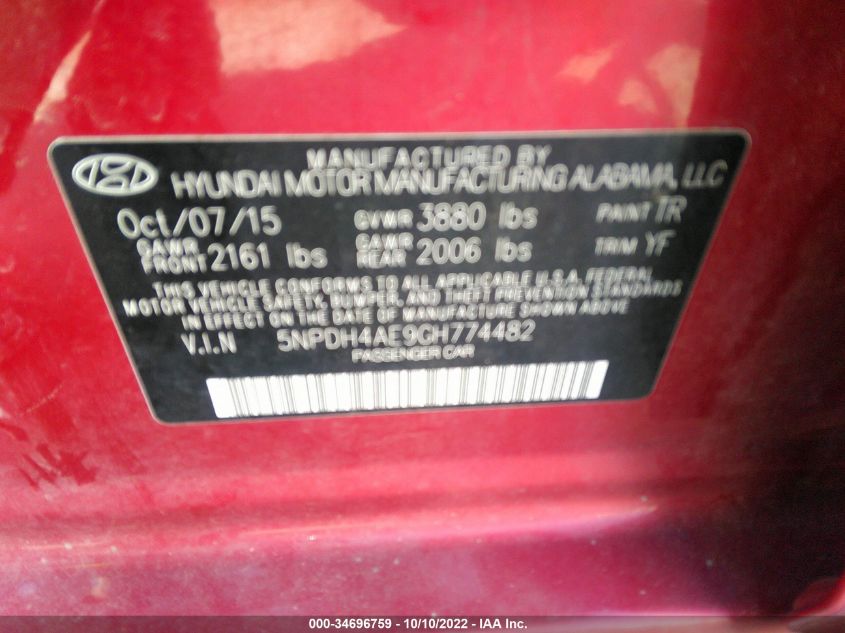 MANUFACTURED BY
HYUNDAI MOTOR MANUFACTURING ALABAMA, LLC
Oct/07/15 GVWR 3880 lbs PAINT TR
GAWR FRONT 2161 lbs GAWR REAR 2006 lbs TRIM YF
THIS VEHICLE CONFORMS TO ALL APPLICABLE U.S.A. FEDERAL
MOTOR VEHICLE SAFETY, BUMPER, AND THEFT PREVENTION STANDARDS
IN EFFECT ON THE DATE OF MANUFACTURE SHOWN ABOVE
V.I.N 5NPDH4AE9GH774482
PASSENGER CAR
000-34696759 - 10/10/2022 - IAA Inc.